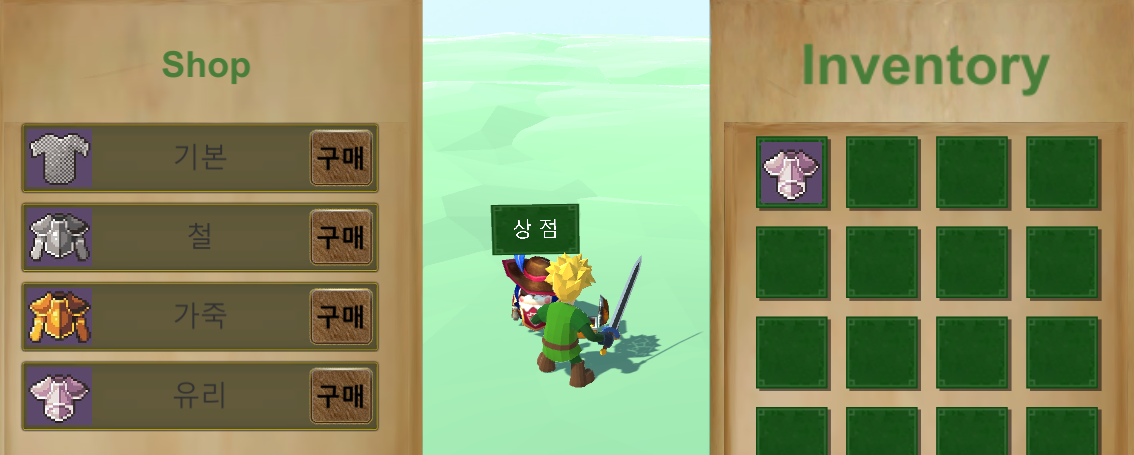 Shop
기본
구매
철
구매
가죽
구매
유리
구매
상 점
Inventory